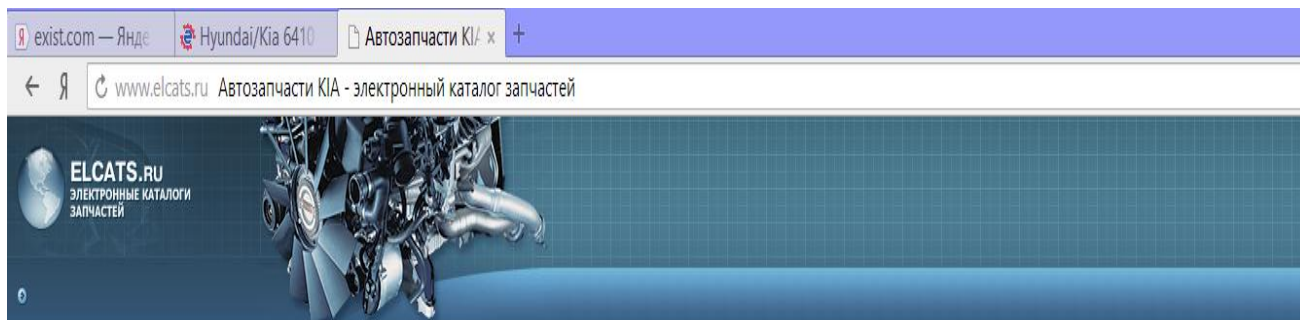 exist.com — Янде
Hyundai/Kia 6410
Автозапчасти KIA
www.elcats.ru Автозапчасти KIA - электронный каталог запчастей
ELCATS.RU
ЭЛЕКТРОННЫЕ КАТАЛОГИ
ЗАПЧАСТЕЙ